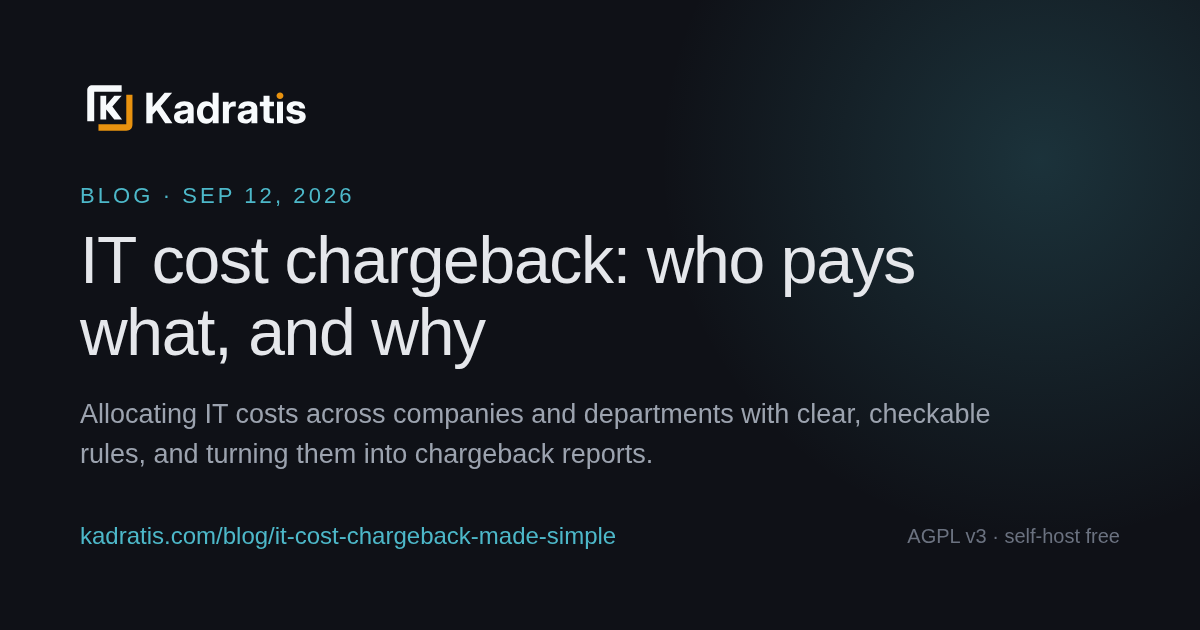 K Kadratis
BLOG · SEP 12, 2026
IT cost chargeback: who pays
what, and why
Allocating IT costs across companies and departments with clear, checkable
rules, and turning them into chargeback reports.
kadratis.com/blog/it-cost-chargeback-made-simple
AGPL v3 · self-host free